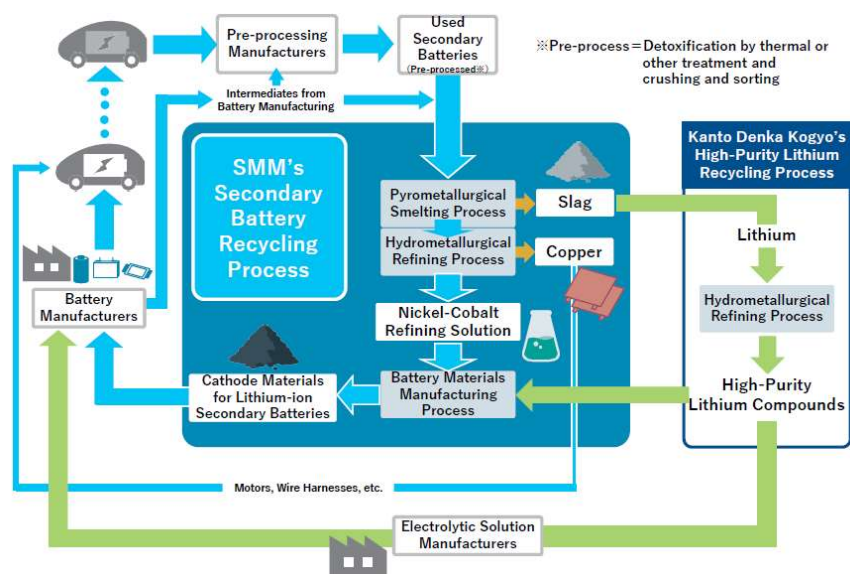 Pre-processing
Manufacturers
Used
Secondary
Batteries
(Pre-processed※)
※Pre-process=Detoxification by thermal or
other treatment and
crushing and sorting
Intermediates from
Battery Manufacturing
SMM's
Secondary
Battery
Recycling
Process
Pyrometallurgical
Smelting Process
Slag
Hydrometallurgical
Refining Process
Copper
Nickel-Cobalt
Refining Solution
Battery Materials
Manufacturing
Process
Cathode Materials
for Lithium-ion
Secondary Batteries
Battery
Manufacturers
Kanto Denka Kogyo's
High-Purity Lithium
Recycling Process
Lithium
Hydrometallurgical
Refining Process
High-Purity
Lithium Compounds
Motors, Wire Harnesses, etc.
Electrolytic Solution
Manufacturers